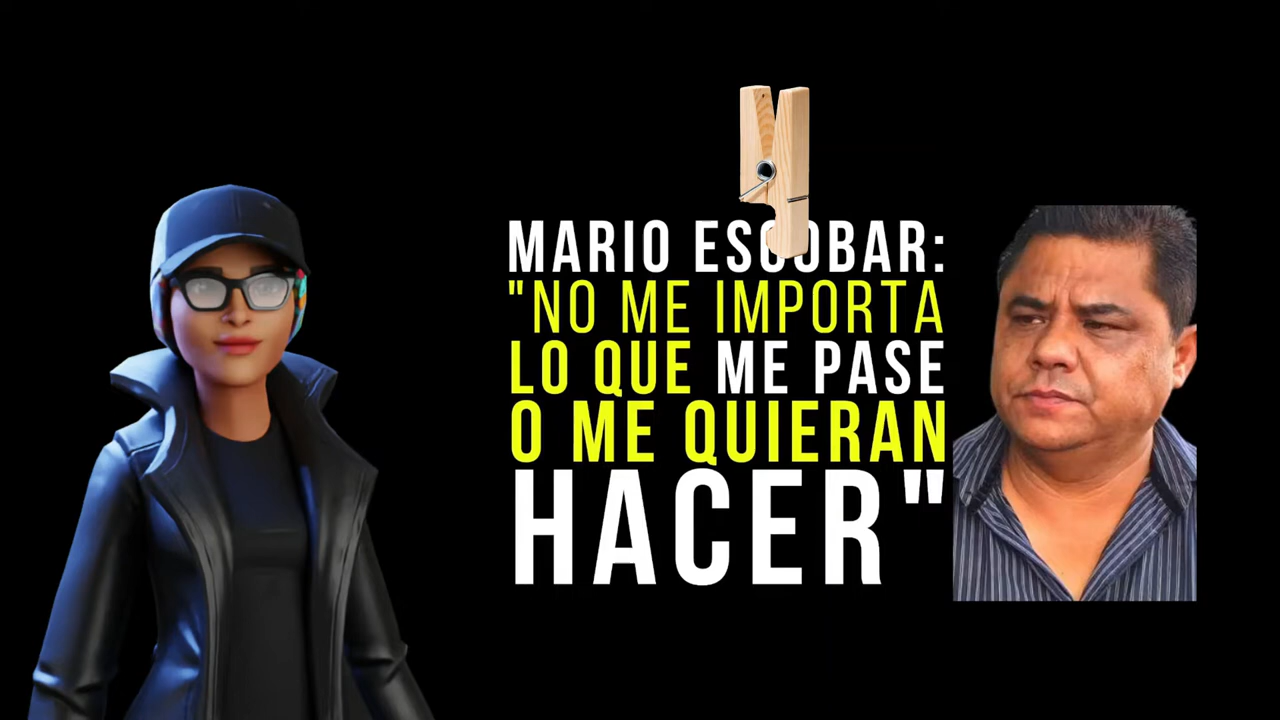 MARIO ESCOBAR:
"NO ME IMPORTA
LO QUE ME PASE
O ME QUIERAN
HACER"